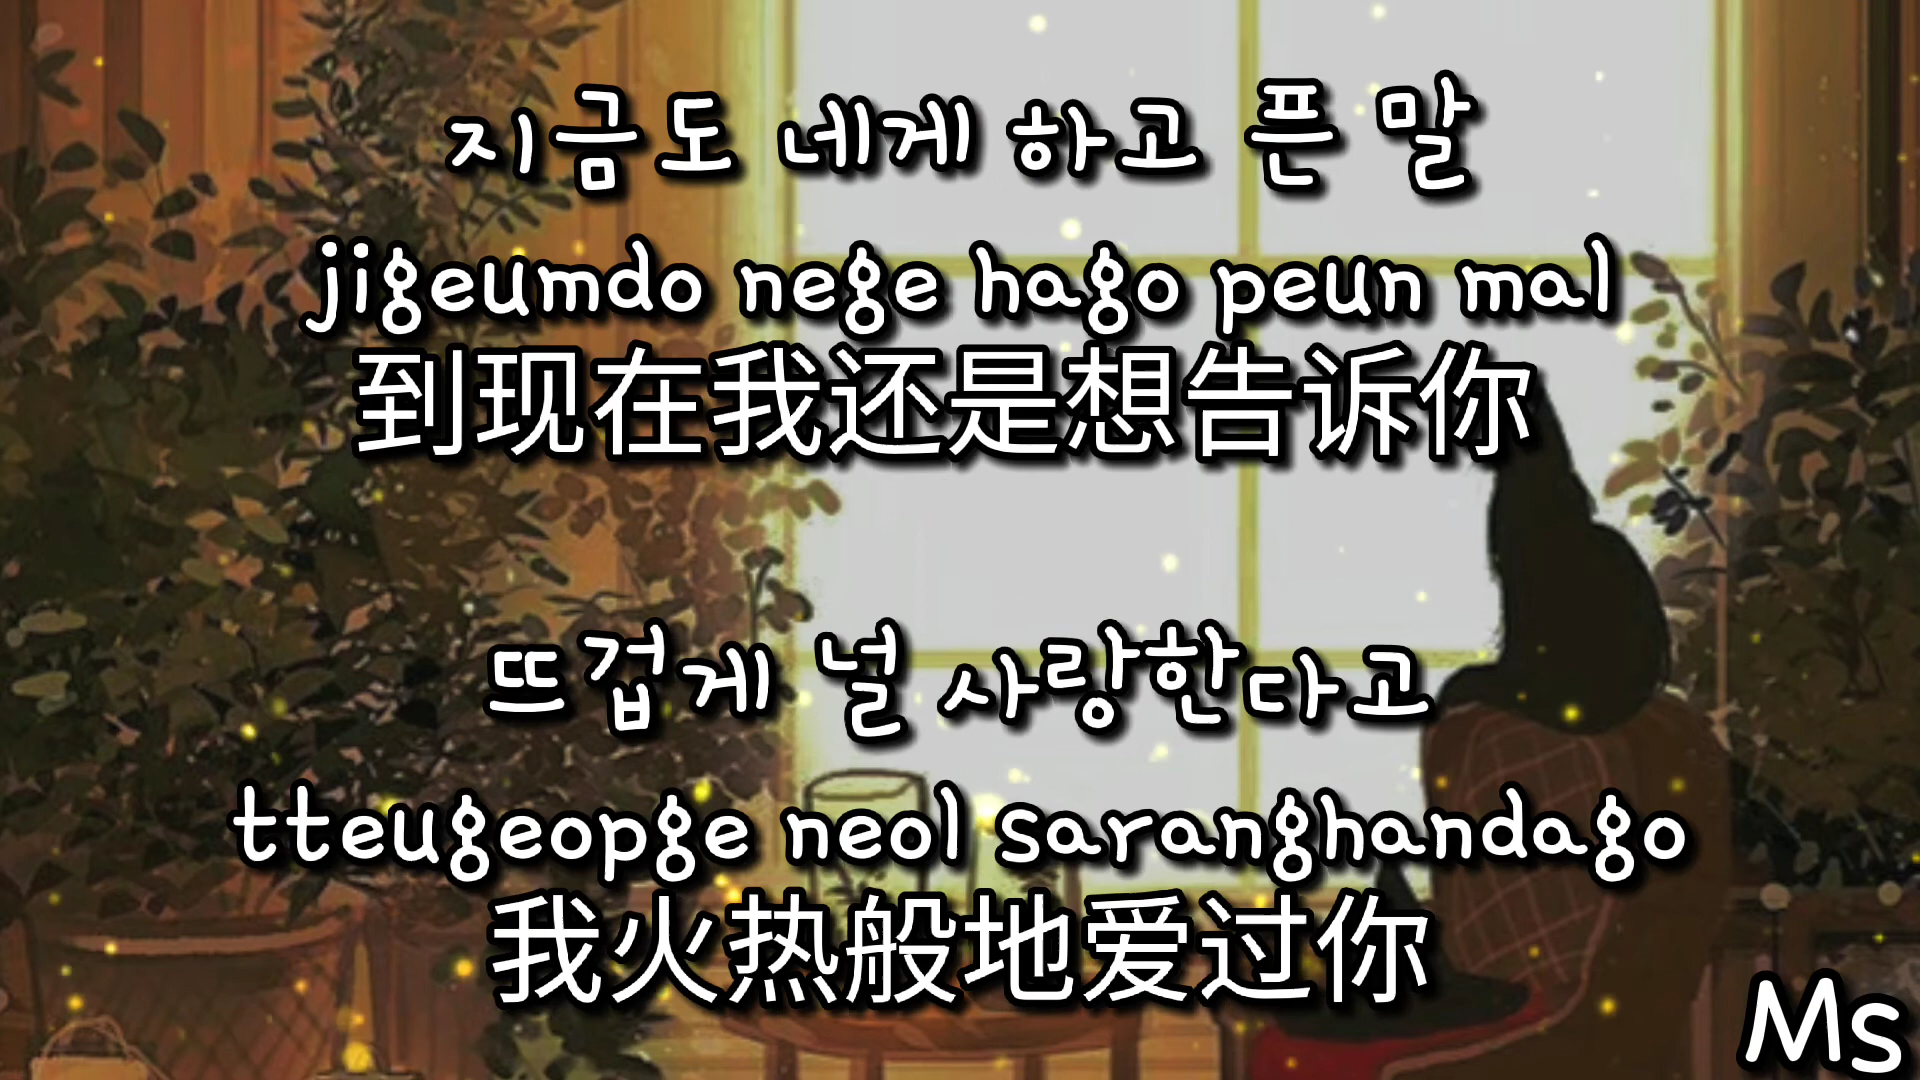 지금도 네게 하고 픈 말
jigeumdo nege hago peun mal
到现在我还是想告诉你
뜨겁게 널 사랑한다고
tteugeopge neol saranghandago
我火热般地爱过你
Ms